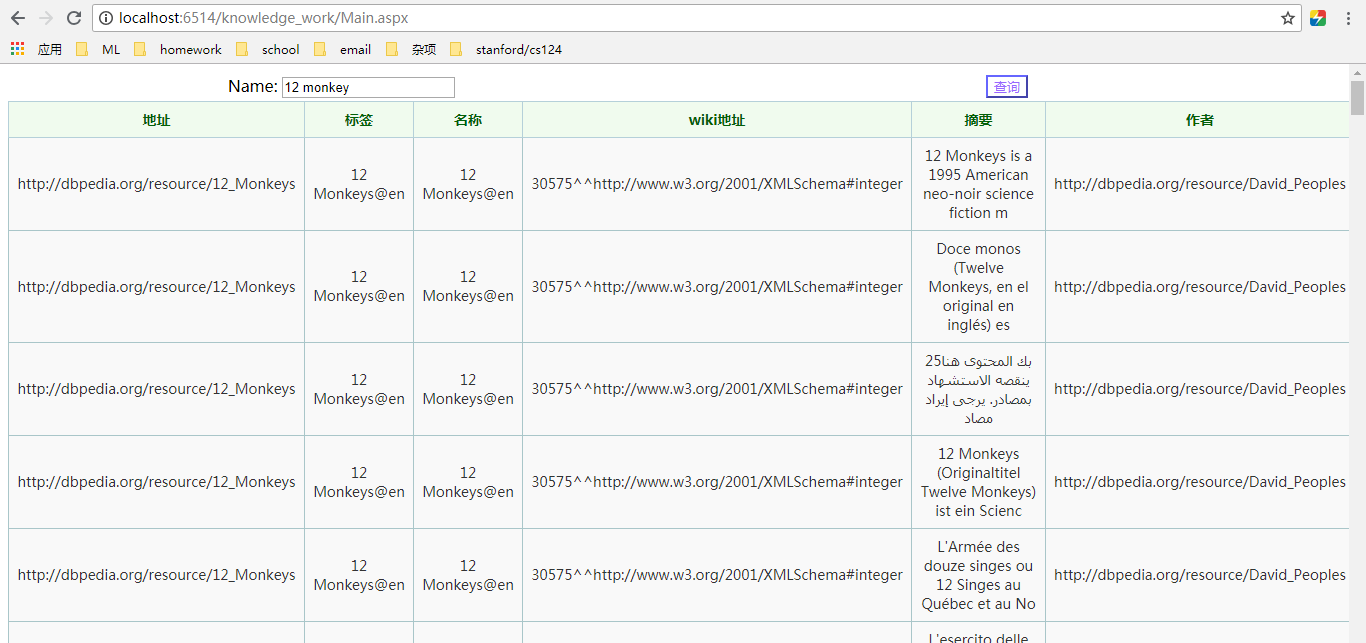 localhost:6514/knowledge_work/Main.aspx
应用 ML homework school email 杂项 stanford/cs124
Name: 12 monkey 查询
地址 标签 名称 wiki地址 摘要 作者
http://dbpedia.org/resource/12_Monkeys
12
Monkeys@en
12
Monkeys@en
30575^^http://www.w3.org/2001/XMLSchema#integer
12 Monkeys is a
1995 American
neo-noir science
fiction m
http://dbpedia.org/resource/David_Peoples
http://dbpedia.org/resource/12_Monkeys
12
Monkeys@en
12
Monkeys@en
30575^^http://www.w3.org/2001/XMLSchema#integer
Doce monos
(Twelve
Monkeys, en el
original en
inglés) es
http://dbpedia.org/resource/David_Peoples
http://dbpedia.org/resource/12_Monkeys
12
Monkeys@en
12
Monkeys@en
30575^^http://www.w3.org/2001/XMLSchema#integer
بك المحتوى هنا25
ينقصه الاستشهاد
بمصادر. يرجى إيراد
مصاد
http://dbpedia.org/resource/David_Peoples
http://dbpedia.org/resource/12_Monkeys
12
Monkeys@en
12
Monkeys@en
30575^^http://www.w3.org/2001/XMLSchema#integer
12 Monkeys
(Originaltitel
Twelve Monkeys)
ist ein Scienc
http://dbpedia.org/resource/David_Peoples
http://dbpedia.org/resource/12_Monkeys
12
Monkeys@en
12
Monkeys@en
30575^^http://www.w3.org/2001/XMLSchema#integer
L'Armée des
douze singes ou
12 Singes au
Québec et au No
http://dbpedia.org/resource/David_Peoples
L'esercito delle